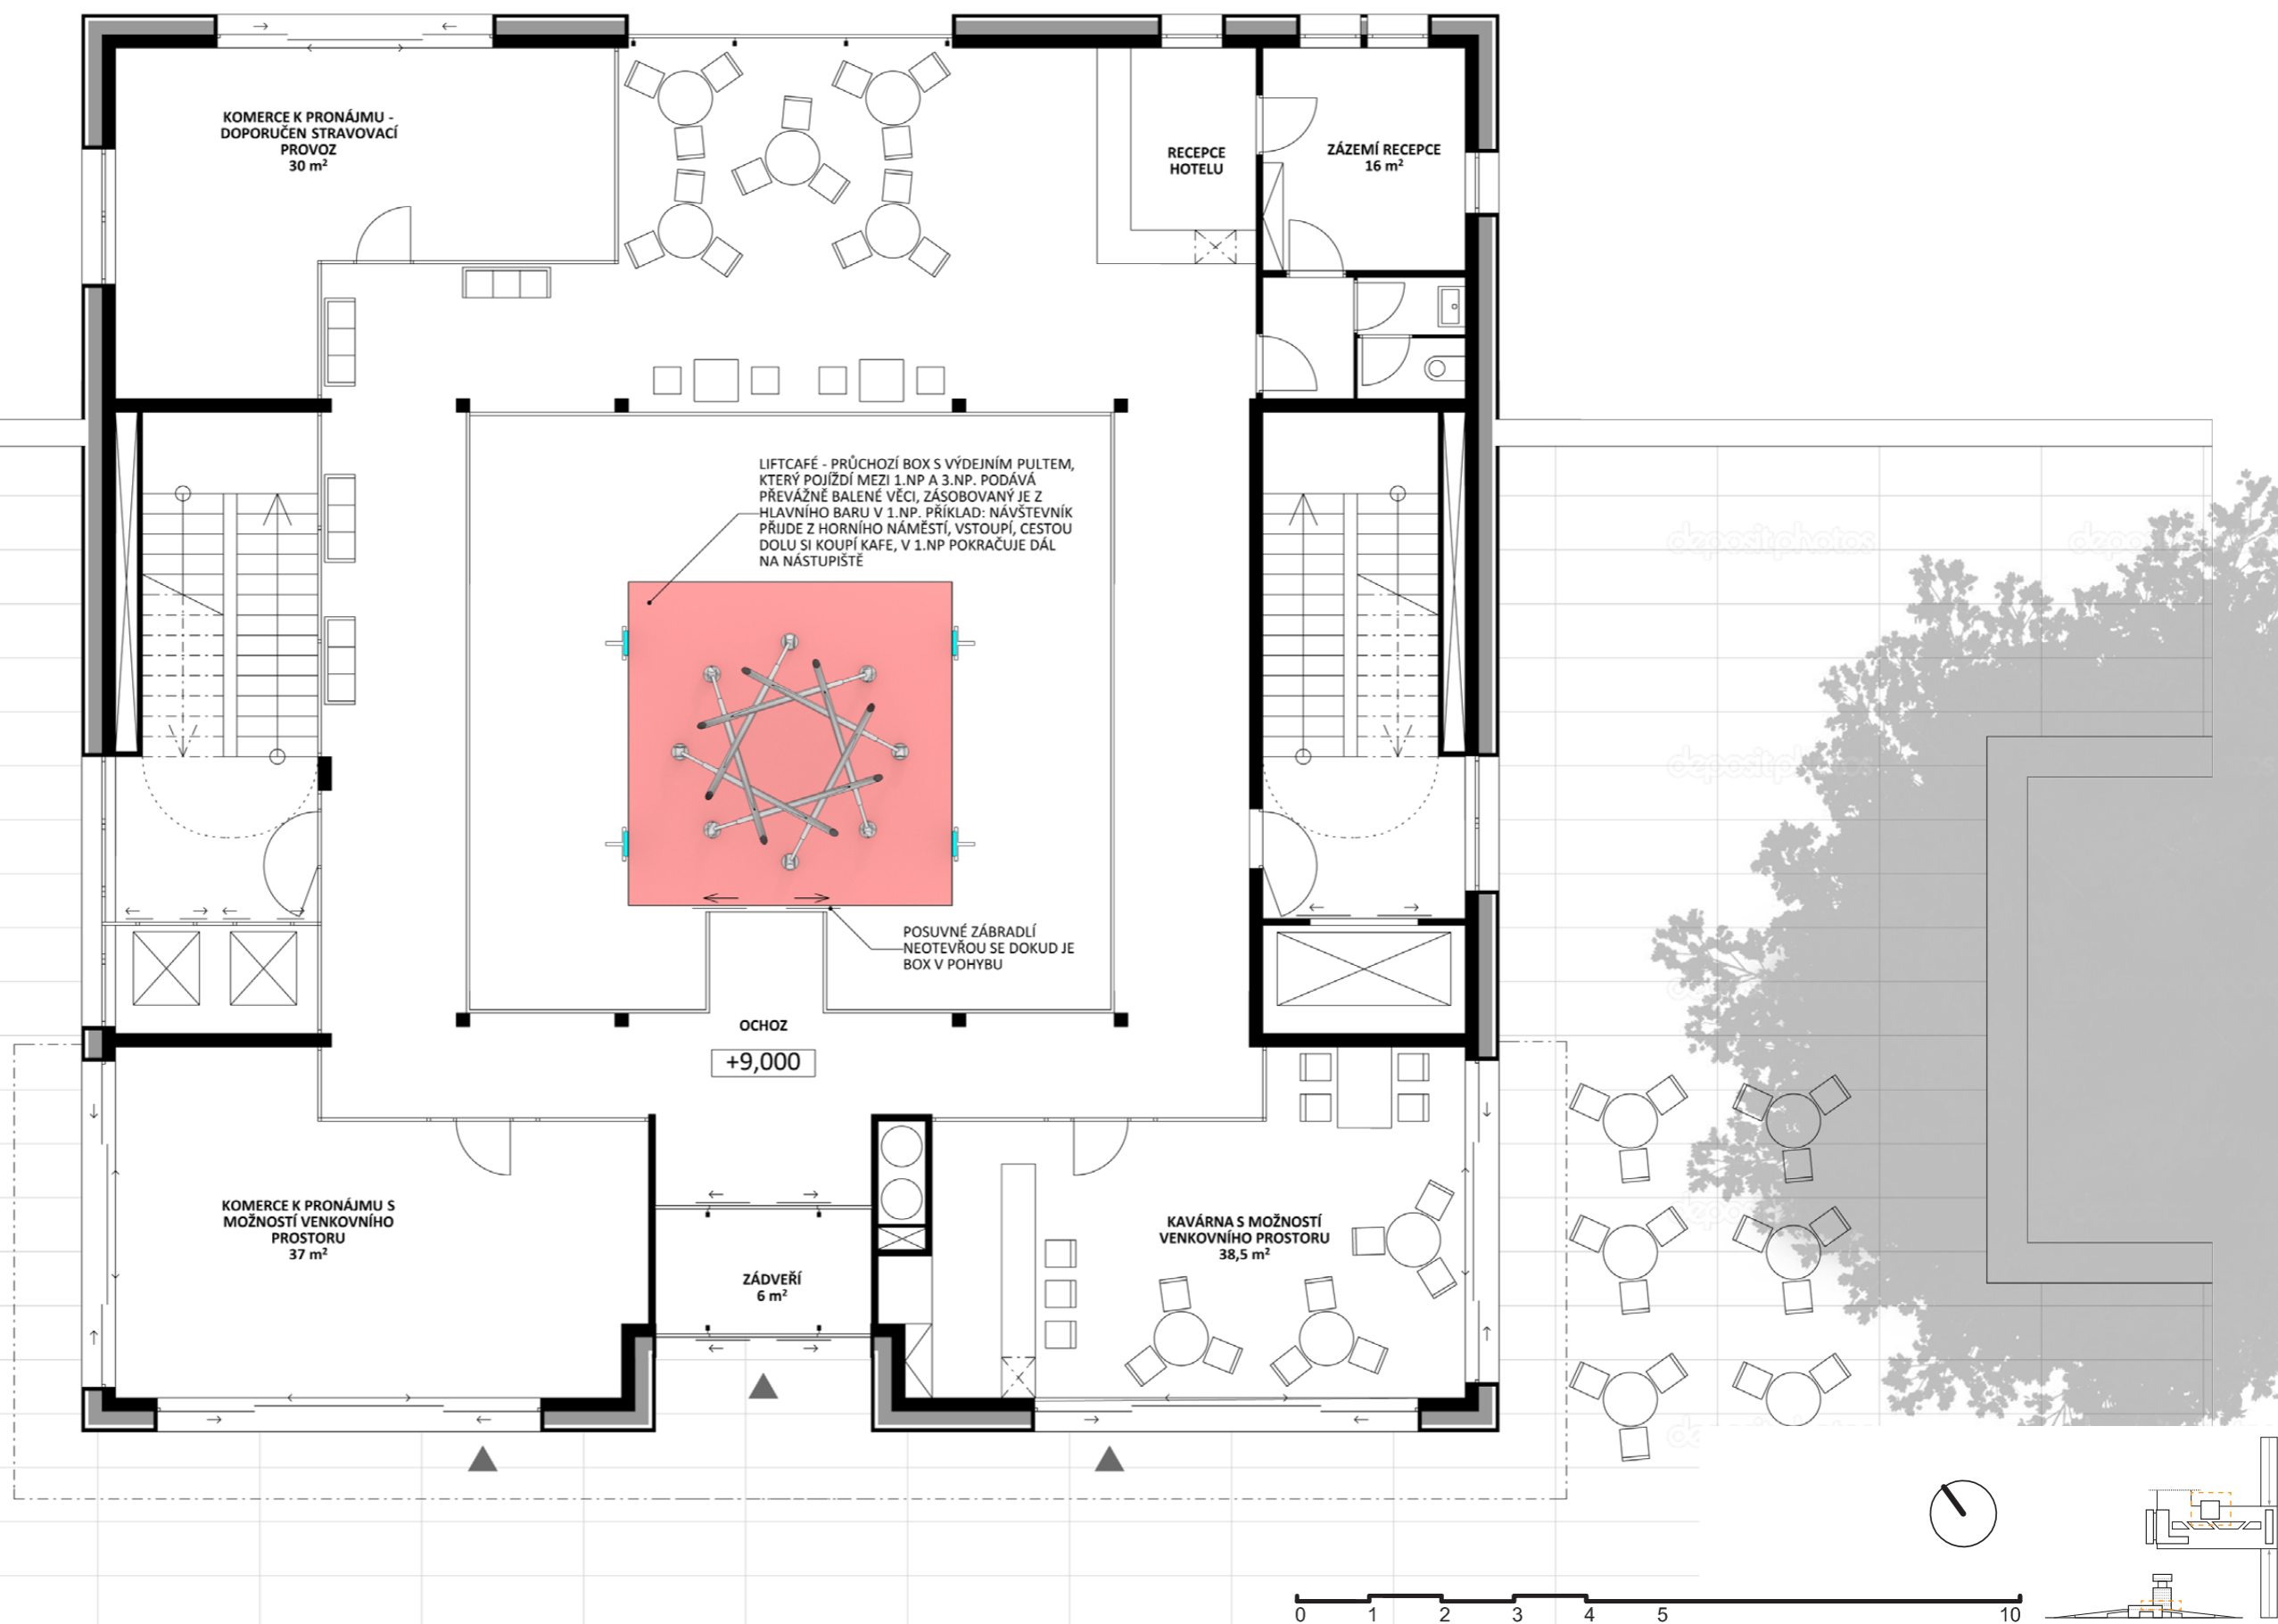 KOMERCE K PRONÁJMU -
DOPORUČEN STRAVOVACÍ
PROVOZ
30 m²
RECEPCE
HOTELU
ZÁZEMÍ RECEPCE
16 m²
LIFTCAFÉ - PRŮCHOZÍ BOX S VÝDEJNÍM PULTEM,
KTERÝ POJÍŽDÍ MEZI 1.NP A 3.NP. PODÁVÁ
PŘEVÁŽNĚ BALENÉ VĚCI, ZÁSOBOVANÝ JE Z
HLAVNÍHO BARU V 1.NP. PŘÍKLAD: NÁVŠTEVNÍK
PŘIJDE Z HORNÍHO NÁMĚSTÍ, VSTOUPÍ, CESTOU
DOLU SI KOUPÍ KAFE, V 1.NP POKRAČUJE DÁL
NA NÁSTUPIŠTĚ
depositphotos
POSUVNÉ ZÁBRADLÍ
NEOTEVŘOU SE DOKUD JE
BOX V POHYBU
OCHOZ
+9,000
KOMERCE K PRONÁJMU S
MOŽNOSTÍ VENKOVNÍHO
PROSTORU
37 m²
ZÁDVEŘÍ
6 m²
KAVÁRNA S MOŽNOSTÍ
VENKOVNÍHO PROSTORU
38,5 m²
0 1 2 3 4 5 10